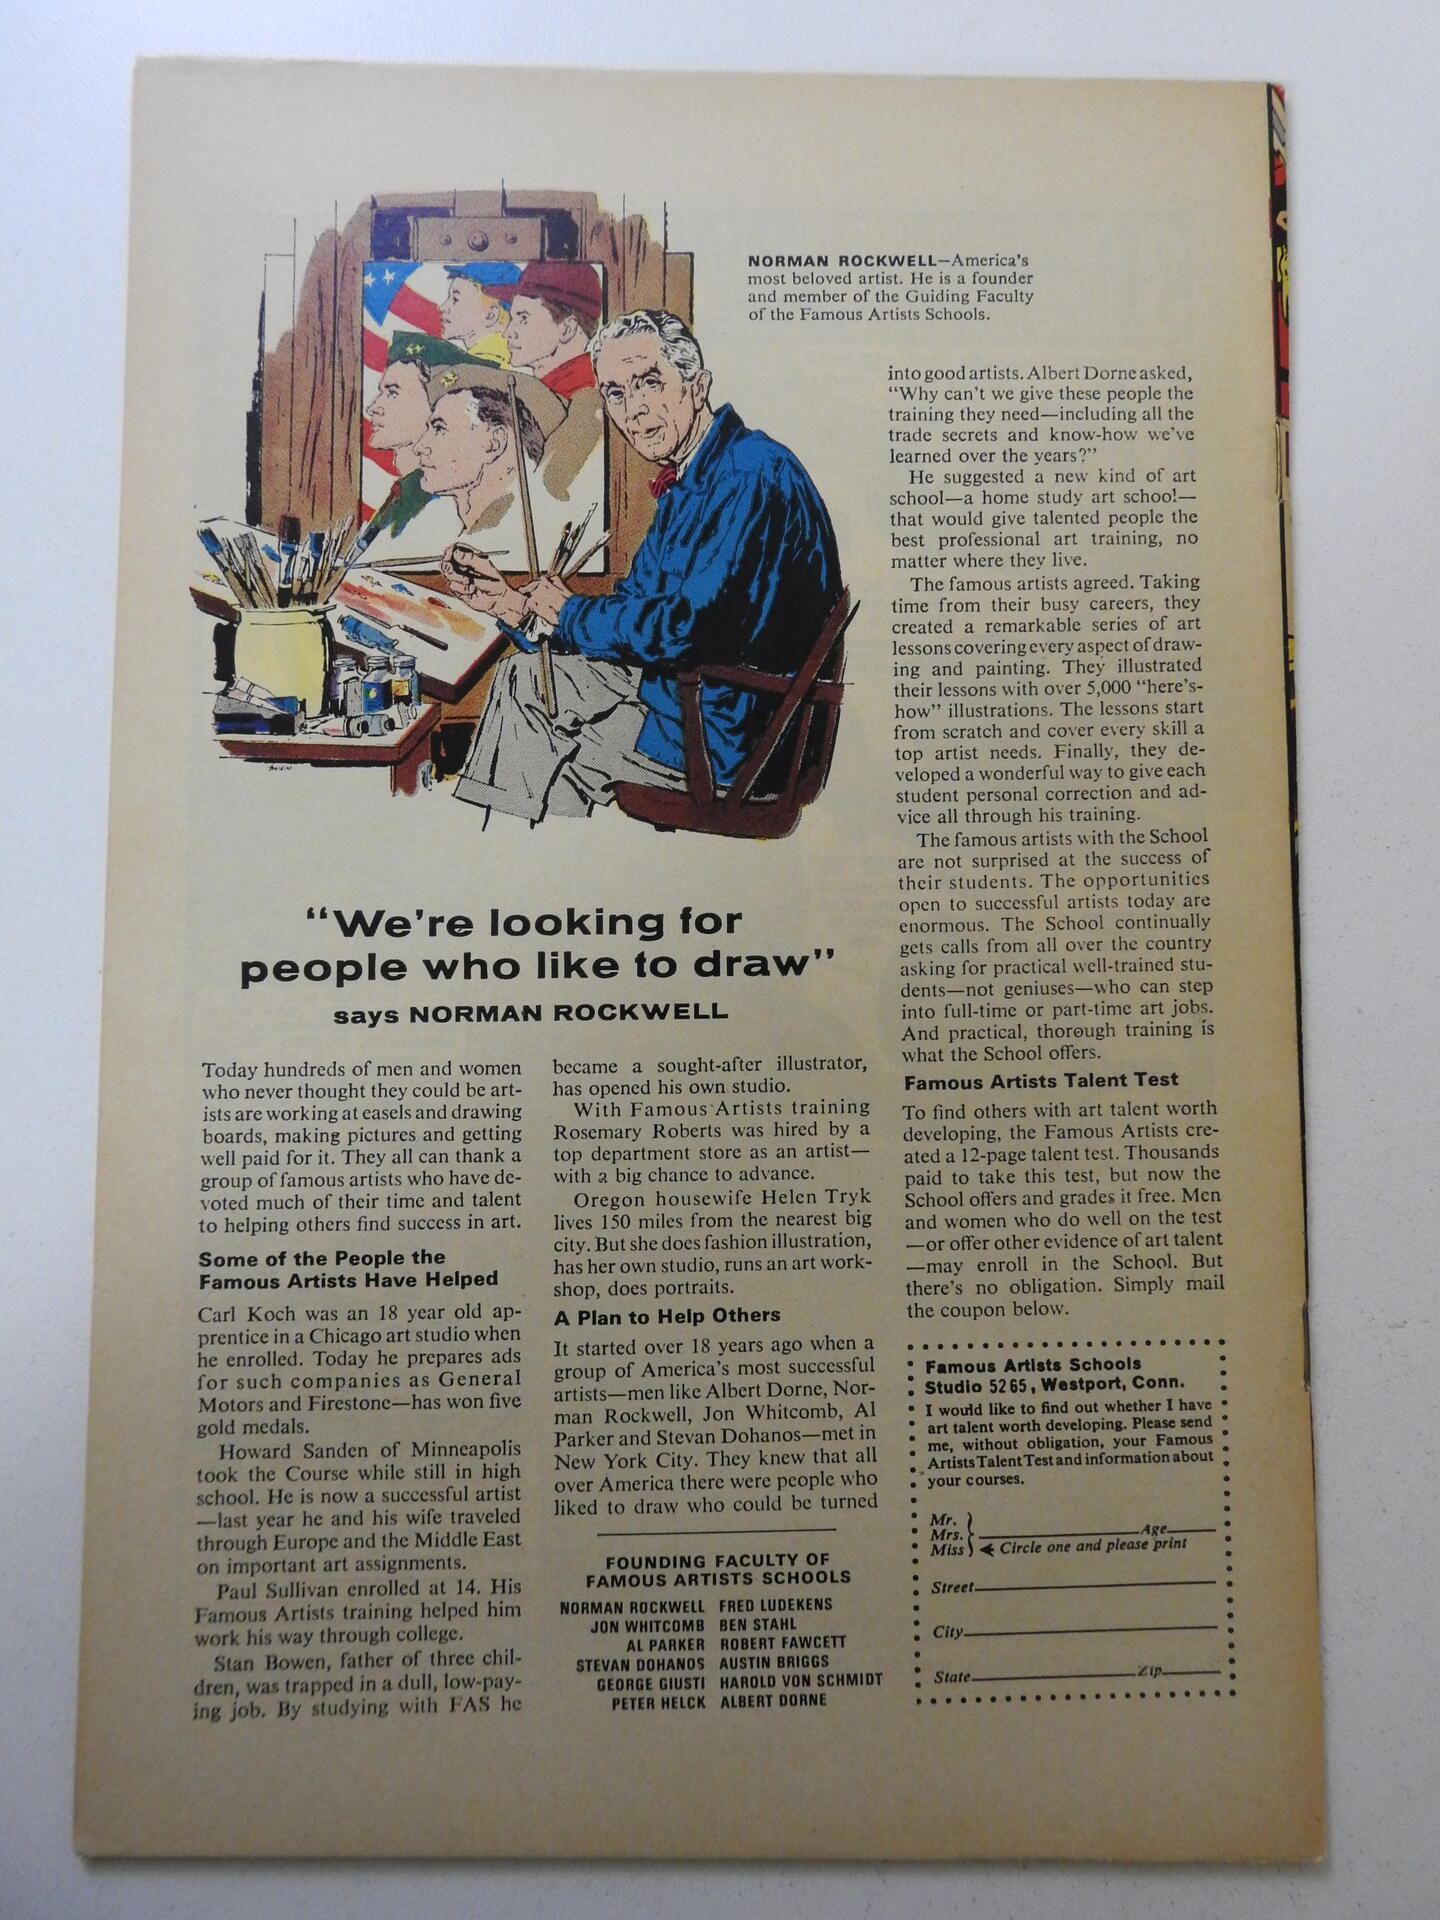 NORMAN ROCKWELL—America's
most beloved artist. He is a founder
and member of the Guiding Faculty
of the Famous Artists Schools.
"We're looking for
people who like to draw"
says NORMAN ROCKWELL
Today hundreds of men and women
who never thought they could be art-
ists are working at easels and drawing
boards, making pictures and getting
well paid for it. They all can thank a
group of famous artists who have de-
voted much of their time and talent
to helping others find success in art.
Some of the People the
Famous Artists Have Helped
Carl Koch was an 18 year old ap-
prentice in a Chicago art studio when
he enrolled. Today he prepares ads
for such companies as General
Motors and Firestone—has won five
gold medals.
Howard Sanden of Minneapolis
took the Course while still in high
school. He is now a successful artist
—last year he and his wife traveled
through Europe and the Middle East
on important art assignments.
Paul Sullivan enrolled at 14. His
Famous Artists training helped him
work his way through college.
Stan Bowen, father of three chil-
dren, was trapped in a dull, low-pay-
ing job. By studying with FAS he
became a sought-after illustrator,
has opened his own studio.
With Famous Artists training
Rosemary Roberts was hired by a
top department store as an artist—
with a big chance to advance.
Oregon housewife Helen Tryk
lives 150 miles from the nearest big
city. But she does fashion illustration,
has her own studio, runs an art work-
shop, does portraits.
A Plan to Help Others
It started over 18 years ago when a
group of America's most successful
artists—men like Albert Dorne, Nor-
man Rockwell, Jon Whitcomb, Al
Parker and Stevan Dohanos—met in
New York City. They knew that all
over America there were people who
liked to draw who could be turned
FOUNDING FACULTY OF
FAMOUS ARTISTS SCHOOLS
NORMAN ROCKWELL FRED LUDEKENS
JON WHITCOMB BEN STAHL
AL PARKER ROBERT FAWCETT
STEVAN DOHANOS AUSTIN BRIGGS
GEORGE GIUSTI HAROLD VON SCHMIDT
PETER HELCK ALBERT DORNE
into good artists. Albert Dorne asked,
"Why can't we give these people the
training they need—including all the
trade secrets and know-how we've
learned over the years?"
He suggested a new kind of art
school—a home study art school—
that would give talented people the
best professional art training, no
matter where they live.
The famous artists agreed. Taking
time from their busy careers, they
created a remarkable series of art
lessons covering every aspect of draw-
ing and painting. They illustrated
their lessons with over 5,000 "here's-
how" illustrations. The lessons start
from scratch and cover every skill a
top artist needs. Finally, they de-
veloped a wonderful way to give each
student personal correction and ad-
vice all through his training.
The famous artists with the School
are not surprised at the success of
their students. The opportunities
open to successful artists today are
enormous. The School continually
gets calls from all over the country
asking for practical well-trained stu-
dents—not geniuses—who can step
into full-time or part-time art jobs.
And practical, thorough training is
what the School offers.
Famous Artists Talent Test
To find others with art talent worth
developing, the Famous Artists cre-
ated a 12-page talent test. Thousands
paid to take this test, but now the
School offers and grades it free. Men
and women who do well on the test
—or offer other evidence of art talent
—may enroll in the School. But
there's no obligation. Simply mail
the coupon below.
Famous Artists Schools
Studio 5265, Westport, Conn.
I would like to find out whether I have
art talent worth developing. Please send
me, without obligation, your Famous
Artists Talent Test and information about
your courses.
Mr.
Mrs. Age
Miss Circle one and please print
Street
City
State Zip